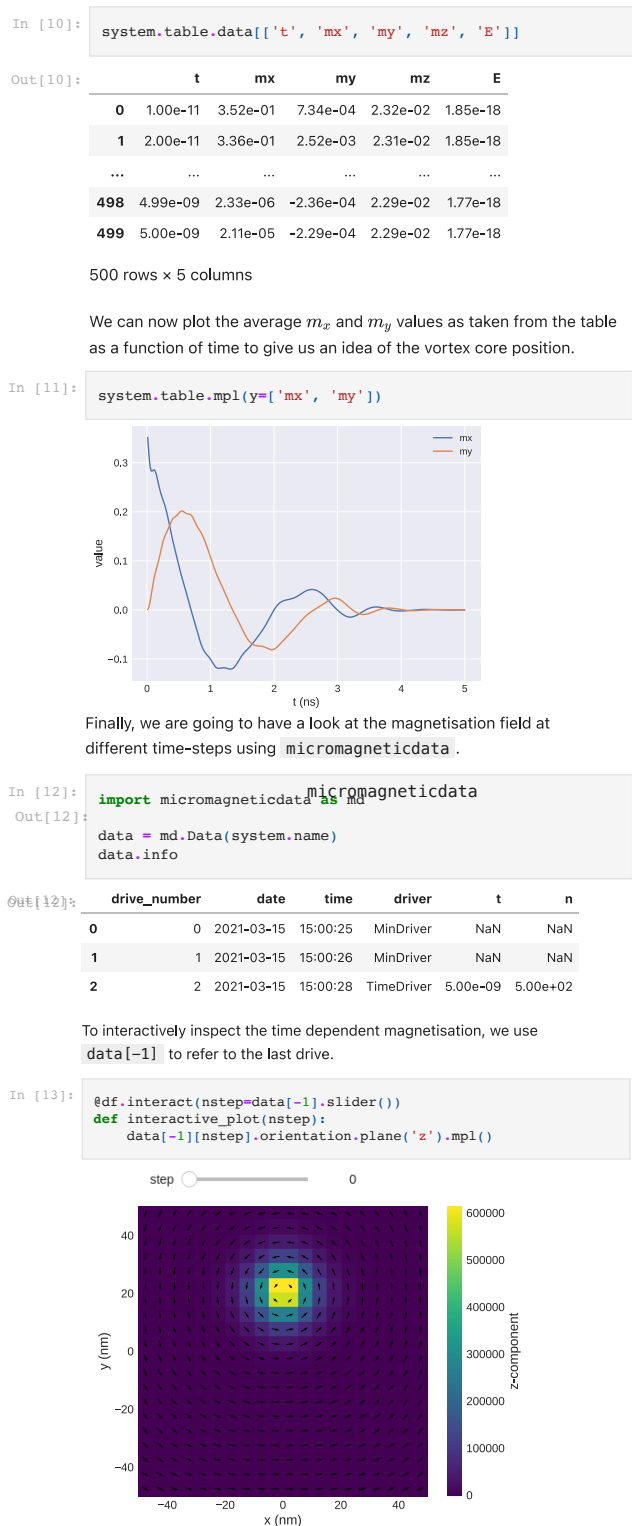 In [10]:
system.table.data[['t', 'mx', 'my', 'mz', 'E']]
Out[10]:
t mx my mz E
0 1.00e-11 3.52e-01 7.34e-04 2.32e-02 1.85e-18
1 2.00e-11 3.36e-01 2.52e-03 2.31e-02 1.85e-18
... ... ... ... ... ...
498 4.99e-09 2.33e-06 -2.36e-04 2.29e-02 1.77e-18
499 5.00e-09 2.11e-05 -2.29e-04 2.29e-02 1.77e-18
500 rows × 5 columns
We can now plot the average mx and my values as taken from the table
as a function of time to give us an idea of the vortex core position.
In [11]:
system.table.mpl(y=['mx', 'my'])
mx
my
0.3
0.2
0.1
0.0
−0.1
value
0 1 2 3 4 5
t (ns)
Finally, we are going to have a look at the magnetisation field at
different time-steps using micromagneticdata.
In [12]:
import micromagneticdata as md
micromagneticdata
Out[12]:
data = md.Data(system.name)
data.info
Out[12]:
Out[12]:
drive_number date time driver t n
0 0 2021-03-15 15:00:25 MinDriver NaN NaN
1 1 2021-03-15 15:00:26 MinDriver NaN NaN
2 2 2021-03-15 15:00:28 TimeDriver 5.00e-09 5.00e+02
To interactively inspect the time dependent magnetisation, we use
data[-1] to refer to the last drive.
In [13]:
@df.interact(nstep=data[-1].slider())
def interactive_plot(nstep):
data[-1][nstep].orientation.plane('z').mpl()
step 0
40
20
0
−20
−40
y (nm)
−40 −20 0 20 40
x (nm)
600000
500000
400000
300000
200000
100000
0
z-component